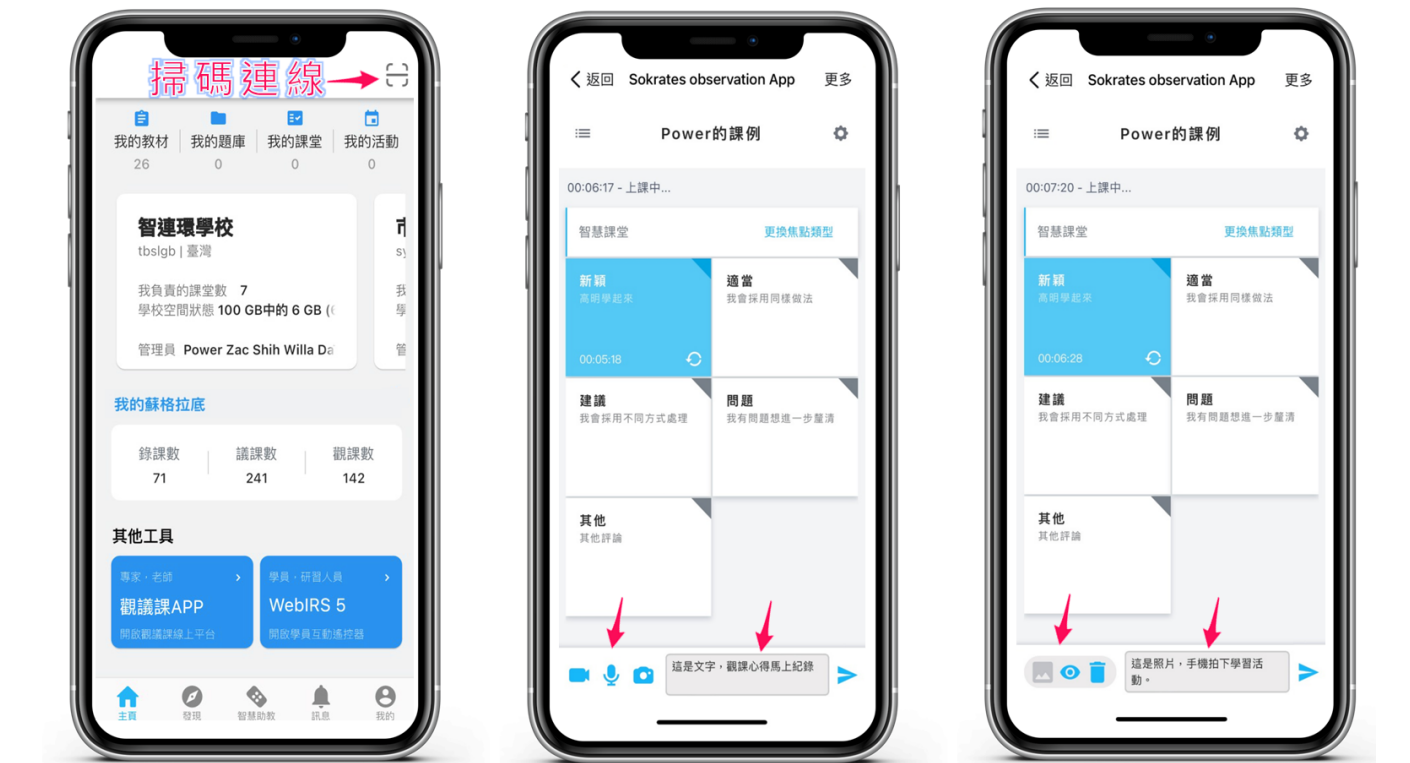 掃碼連線
我的教材 我的題庫 我的課堂 我的活動
26 0 0 0
智連環學校
tbslgb | 臺灣
sy
我負責的課堂數 7
我
學校空間狀態 100 GB中的 6 GB (
管理員 Power Zac Shih Willa Da
管
我的蘇格拉底
錄課數 議課數 觀課數
71 241 142
其他工具
專家・老師
觀議課APP
開啟觀議課線上平台
學員・研習人員
WebIRS 5
開啟學員互動遙控器
主頁 發現 智慧助教 訊息 我的
返回 Sokrates observation App 更多
Power的課例
00:06:17 - 上課中...
智慧課堂 更換焦點類型
新穎
高明學起來
00:05:18
適當
我會採用同樣做法
建議
我會採用不同方式處理
問題
我有問題想進一步釐清
其他
其他評論
這是文字，觀課心得馬上紀錄
返回 Sokrates observation App 更多
Power的課例
00:07:20 - 上課中...
智慧課堂 更換焦點類型
新穎
高明學起來
00:06:28
適當
我會採用同樣做法
建議
我會採用不同方式處理
問題
我有問題想進一步釐清
其他
其他評論
這是照片，手機拍下學習活
動。